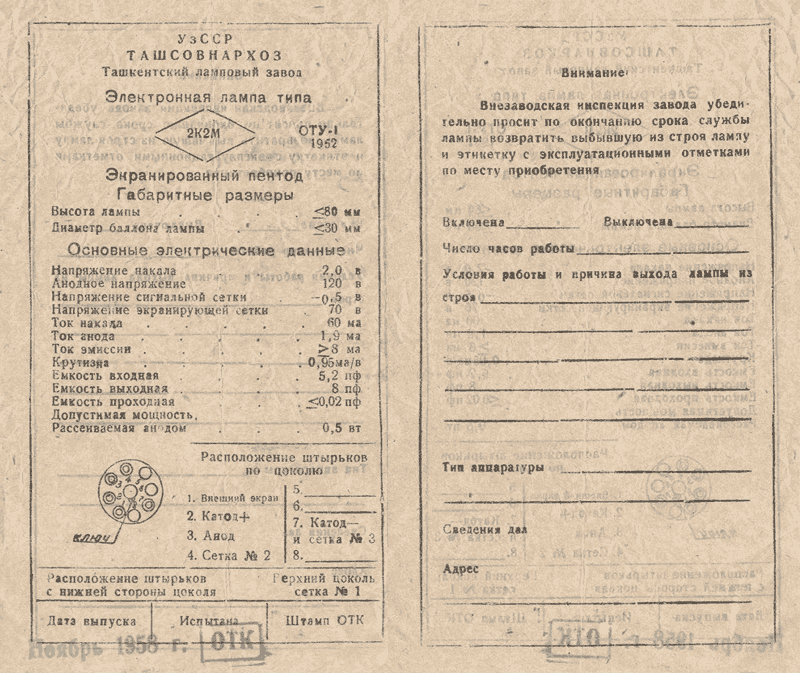 УзССР
ТАШСОВНАРХОЗ
Ташкентский ламповый завод
Электронная лампа типа
2К2М
ОТУ-I
1952
Экранированный пентод
Габаритные размеры
Высота лампы . . . . ≤80 мм
Диаметр баллона лампы . . ≤30 мм
Основные электрические данные
Напряжение накала . . . 2,0 в
Анодное напряжение . . 120 в
Напряжение сигнальной сетки . —0,5 в
Напряжение экранирующей сетки 70 в
Ток накада . . . . . 60 ма
Ток анода . . . . . 1,9 ма
Ток эмиссии . . . . . ≥8 ма
Крутизна . . . . . 0,95ма/в
Емкость входная . . . 5,2 пф
Емкость выходная . . . 8 пф
Емкость проходная . . . ≤0,02 пф
Допустимая мощность,
Рассеиваемая анодом . . 0,5 вт
Расположение штырьков
по цоколю
ключ
1. Внешний экран
2. Катод+
3. Анод
4. Сетка № 2
5.
6.
7. Катод—
и сетка № 3
8.
Расположение штырьков
с нижней стороны цоколя
Верхний цоколь
сетка № 1
Дата выпуска
Испытана
Штамп ОТК
Ноябрь 1958 г.
ОТК
Внимание
Внезаводская инспекция завода убеди-
тельно просит по окончанию срока службы
лампы возвратить выбывшую из строя лампу
и этикетку с эксплуатационными отметками
по месту приобретения
Включена Выключена
Число часов работы
Условия работы и причина выхода лампы из
строя
Тип аппаратуры
Сведения дал
Адрес